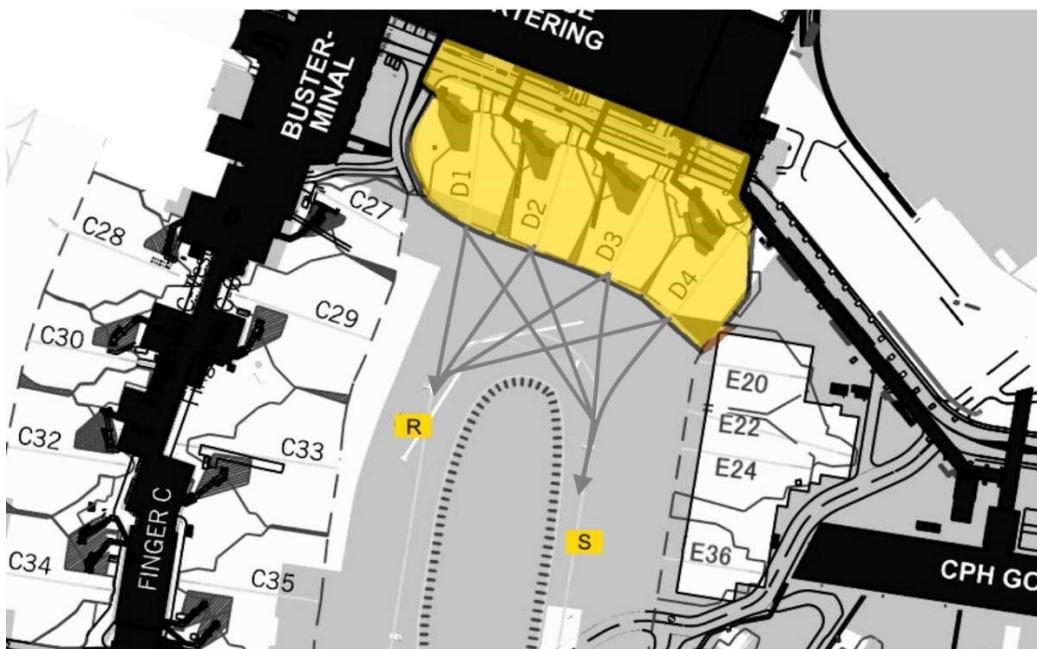 RTERING
BUSTER-
MINAL
D1
D2
D3
D4
C27
C28
C29
C30
C32
C33
C34
C35
FINGER C
R
S
E20
E22
E24
E36
CPH GO